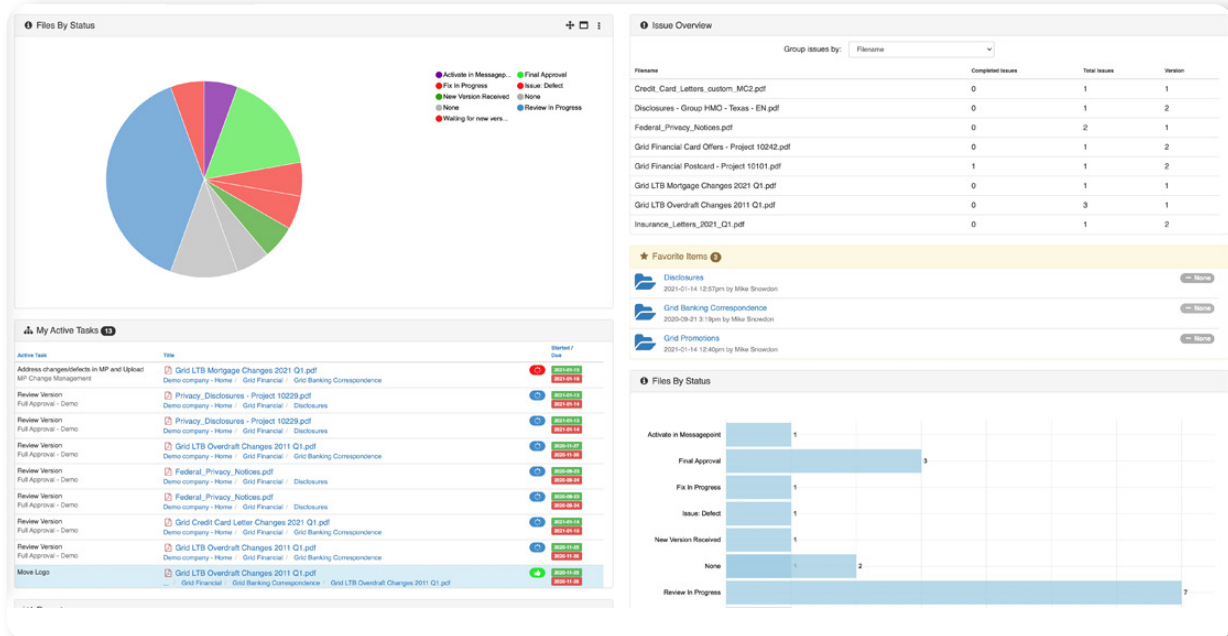 Files By Status
Activate in Messagep... Final Approval
Fix In Progress Issue: Defect
New Version Received None
None Review In Progress
Waiting for new vers...
My Active Tasks 13
Active Task Title Started / Due
Address changes/defects in MP and Upload Grid LTB Mortgage Changes 2021 Q1.pdf
MP Change Management Demo company - Home / Grid Financial / Grid Banking Correspondence
Review Version Privacy_Disclosures - Project 10229.pdf 2021-01-13
Full Approval - Demo Demo company - Home / Grid Financial / Disclosures 2021-01-14
Review Version Privacy_Disclosures - Project 10229.pdf 2021-01-13
Full Approval - Demo Demo company - Home / Grid Financial / Disclosures 2021-01-14
Review Version Grid LTB Overdraft Changes 2011 Q1.pdf
Full Approval - Demo Demo company - Home / Grid Financial / Grid Banking Correspondence
Review Version Federal_Privacy_Notices.pdf
Full Approval - Demo Demo company - Home / Grid Financial / Disclosures
Review Version Federal_Privacy_Notices.pdf
Full Approval - Demo Demo company - Home / Grid Financial / Disclosures
Review Version Grid Credit Card Letter Changes 2021 Q1.pdf
Full Approval - Demo Demo company - Home / Grid Financial / Grid Banking Correspondence
Review Version Grid LTB Overdraft Changes 2011 Q1.pdf
Full Approval - Demo Demo company - Home / Grid Financial / Grid Banking Correspondence
Move Logo Grid LTB Overdraft Changes 2011 Q1.pdf
... / Grid Financial / Grid Banking Correspondence / Grid LTB Overdraft Changes 2011 Q1.pdf
Issue Overview
Group issues by: Filename
Filename Completed Issues Total Issues Version
Credit_Card_Letters_custom_MC2.pdf 0 1 1
Disclosures - Group HMO - Texas - EN.pdf 0 1 2
Federal_Privacy_Notices.pdf 0 2 1
Grid Financial Card Offers - Project 10242.pdf 0 1 2
Grid Financial Postcard - Project 10101.pdf 1 1 2
Grid LTB Mortgage Changes 2021 Q1.pdf 0 1 1
Grid LTB Overdraft Changes 2011 Q1.pdf 0 3 1
Insurance_Letters_2021_Q1.pdf 0 1 2
Favorite Items 3
Disclosures None
2021-01-14 12:57pm by Mike Snowdon
Grid Banking Correspondence None
2020-09-21 3:19pm by Mike Snowdon
Grid Promotions None
2021-01-14 12:40pm by Mike Snowdon
Files By Status
Activate in Messagepoint 1
Final Approval 3
Fix In Progress 1
Issue: Defect 1
New Version Received 1
None 1 2
Review In Progress 7